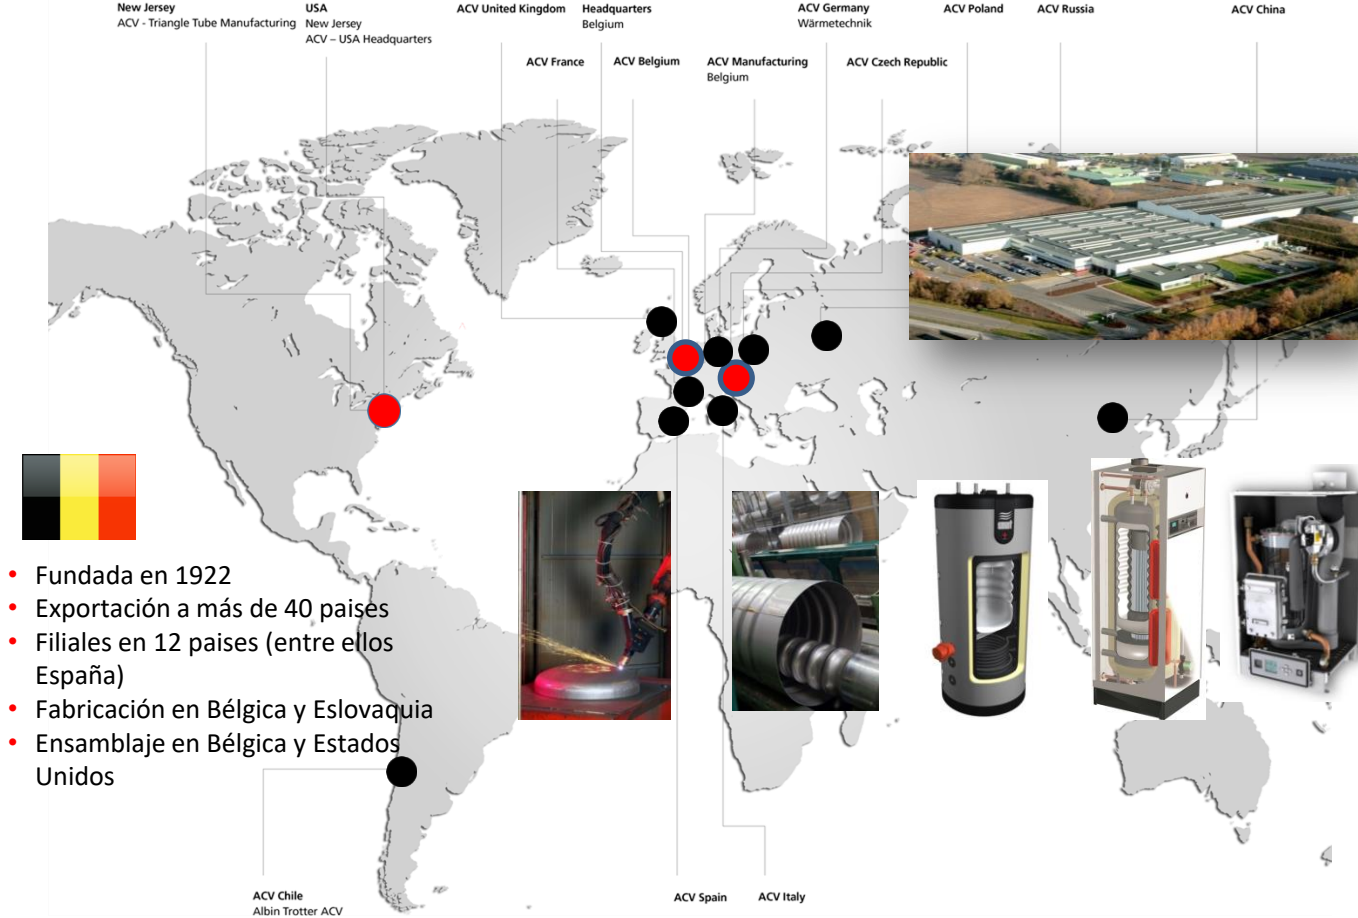 New Jersey
ACV - Triangle Tube Manufacturing
USA
New Jersey
ACV – USA Headquarters
ACV United Kingdom
Headquarters
Belgium
ACV Germany
Wärmetechnik
ACV Poland
ACV Russia
ACV China
ACV France
ACV Belgium
ACV Manufacturing
Belgium
ACV Czech Republic
• Fundada en 1922
• Exportación a más de 40 paises
• Filiales en 12 paises (entre ellos
España)
• Fabricación en Bélgica y Eslovaquia
• Ensamblaje en Bélgica y Estados
Unidos
ACV Chile
Albin Trotter ACV
ACV Spain
ACV Italy